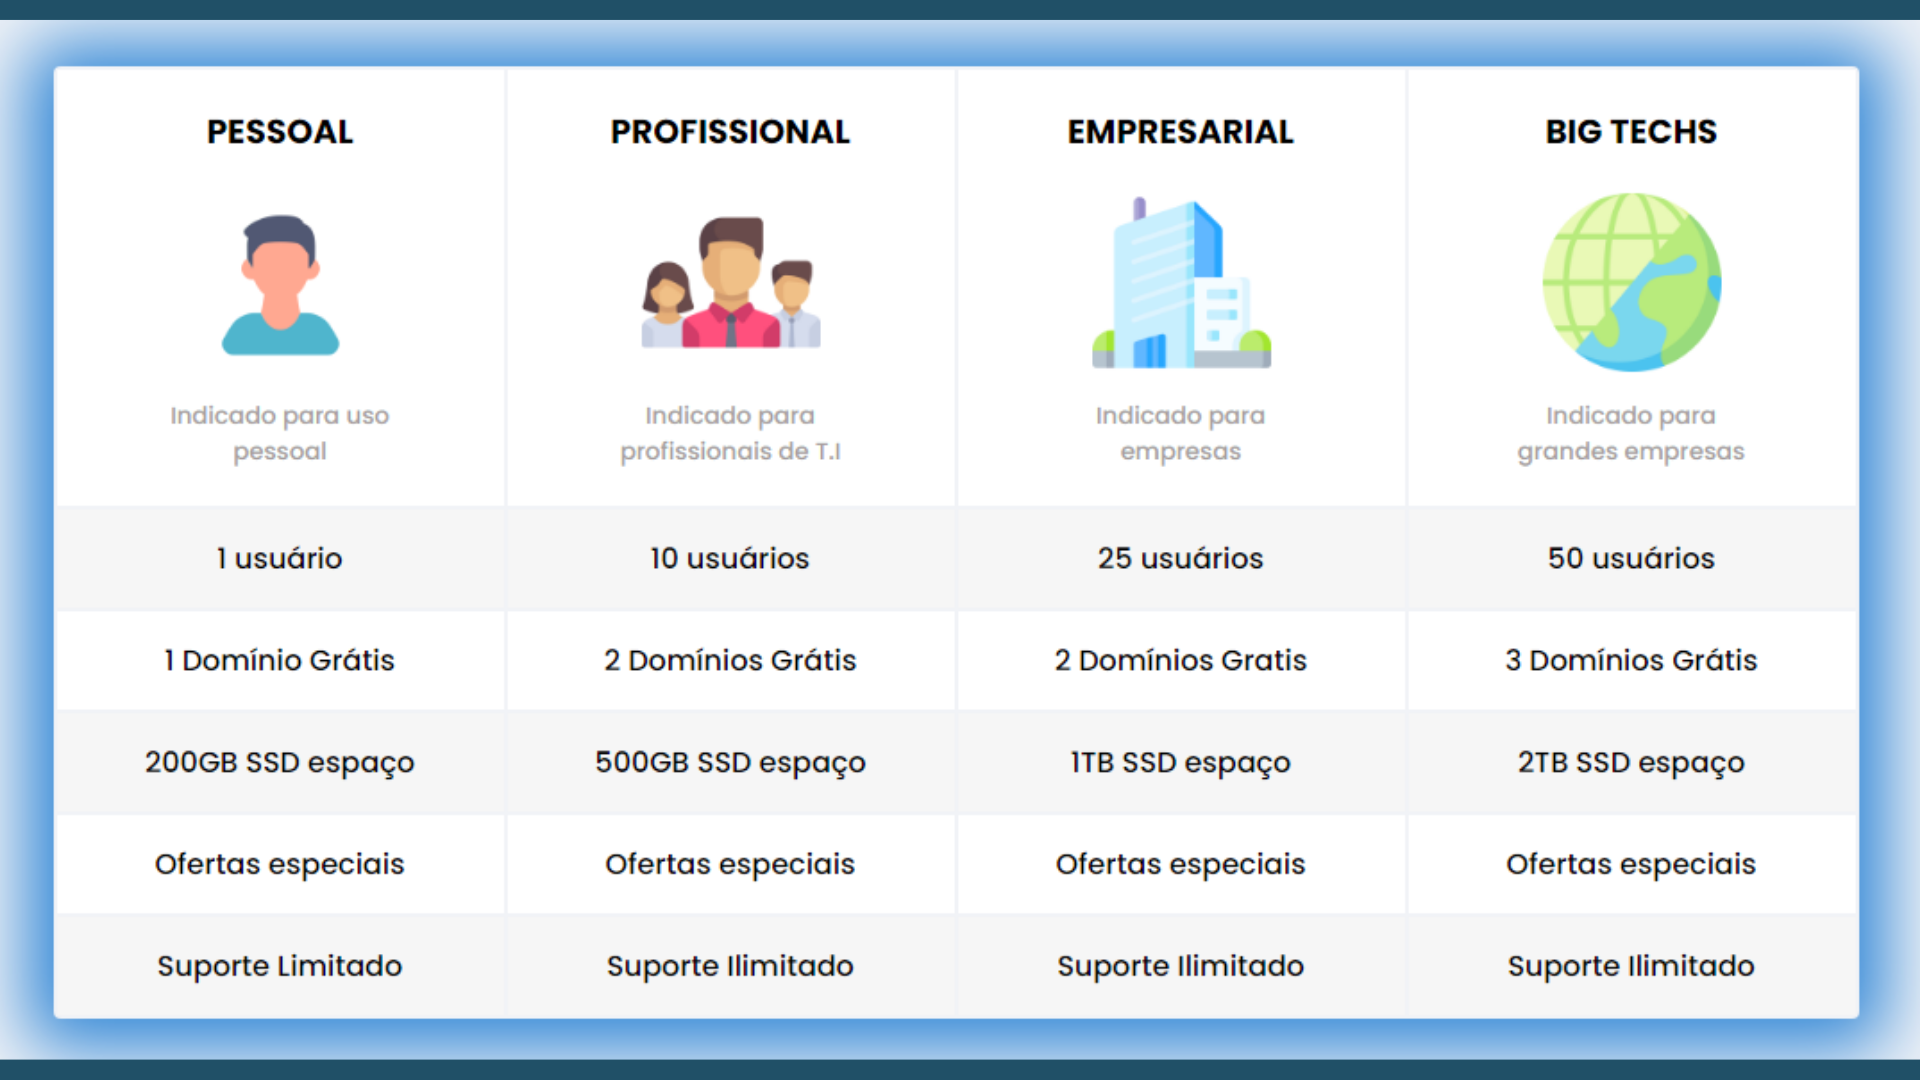 PESSOAL
PROFISSIONAL
EMPRESARIAL
BIG TECHS
Indicado para uso
pessoal
Indicado para
profissionais de T.I
Indicado para
empresas
Indicado para
grandes empresas
1 usuário
10 usuários
25 usuários
50 usuários
1 Domínio Grátis
2 Domínios Grátis
2 Domínios Gratis
3 Domínios Grátis
200GB SSD espaço
500GB SSD espaço
1TB SSD espaço
2TB SSD espaço
Ofertas especiais
Ofertas especiais
Ofertas especiais
Ofertas especiais
Suporte Limitado
Suporte Ilimitado
Suporte Ilimitado
Suporte Ilimitado